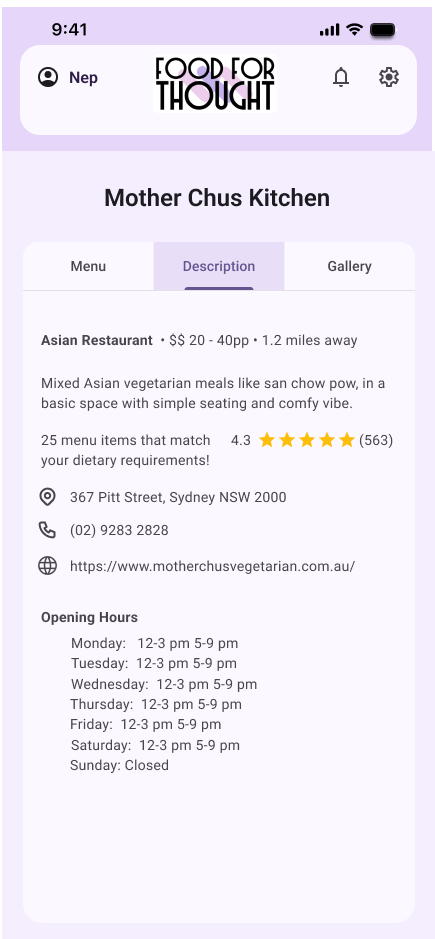 9:41
Nep
FOOD FOR
THOUGHT
Mother Chus Kitchen
Menu Description Gallery
Asian Restaurant • $$ 20 - 40pp • 1.2 miles away
Mixed Asian vegetarian meals like san chow pow, in a
basic space with simple seating and comfy vibe.
25 menu items that match
your dietary requirements!
4.3 (563)
367 Pitt Street, Sydney NSW 2000
(02) 9283 2828
https://www.motherchusvegetarian.com.au/
Opening Hours
Monday: 12-3 pm 5-9 pm
Tuesday: 12-3 pm 5-9 pm
Wednesday: 12-3 pm 5-9 pm
Thursday: 12-3 pm 5-9 pm
Friday: 12-3 pm 5-9 pm
Saturday: 12-3 pm 5-9 pm
Sunday: Closed